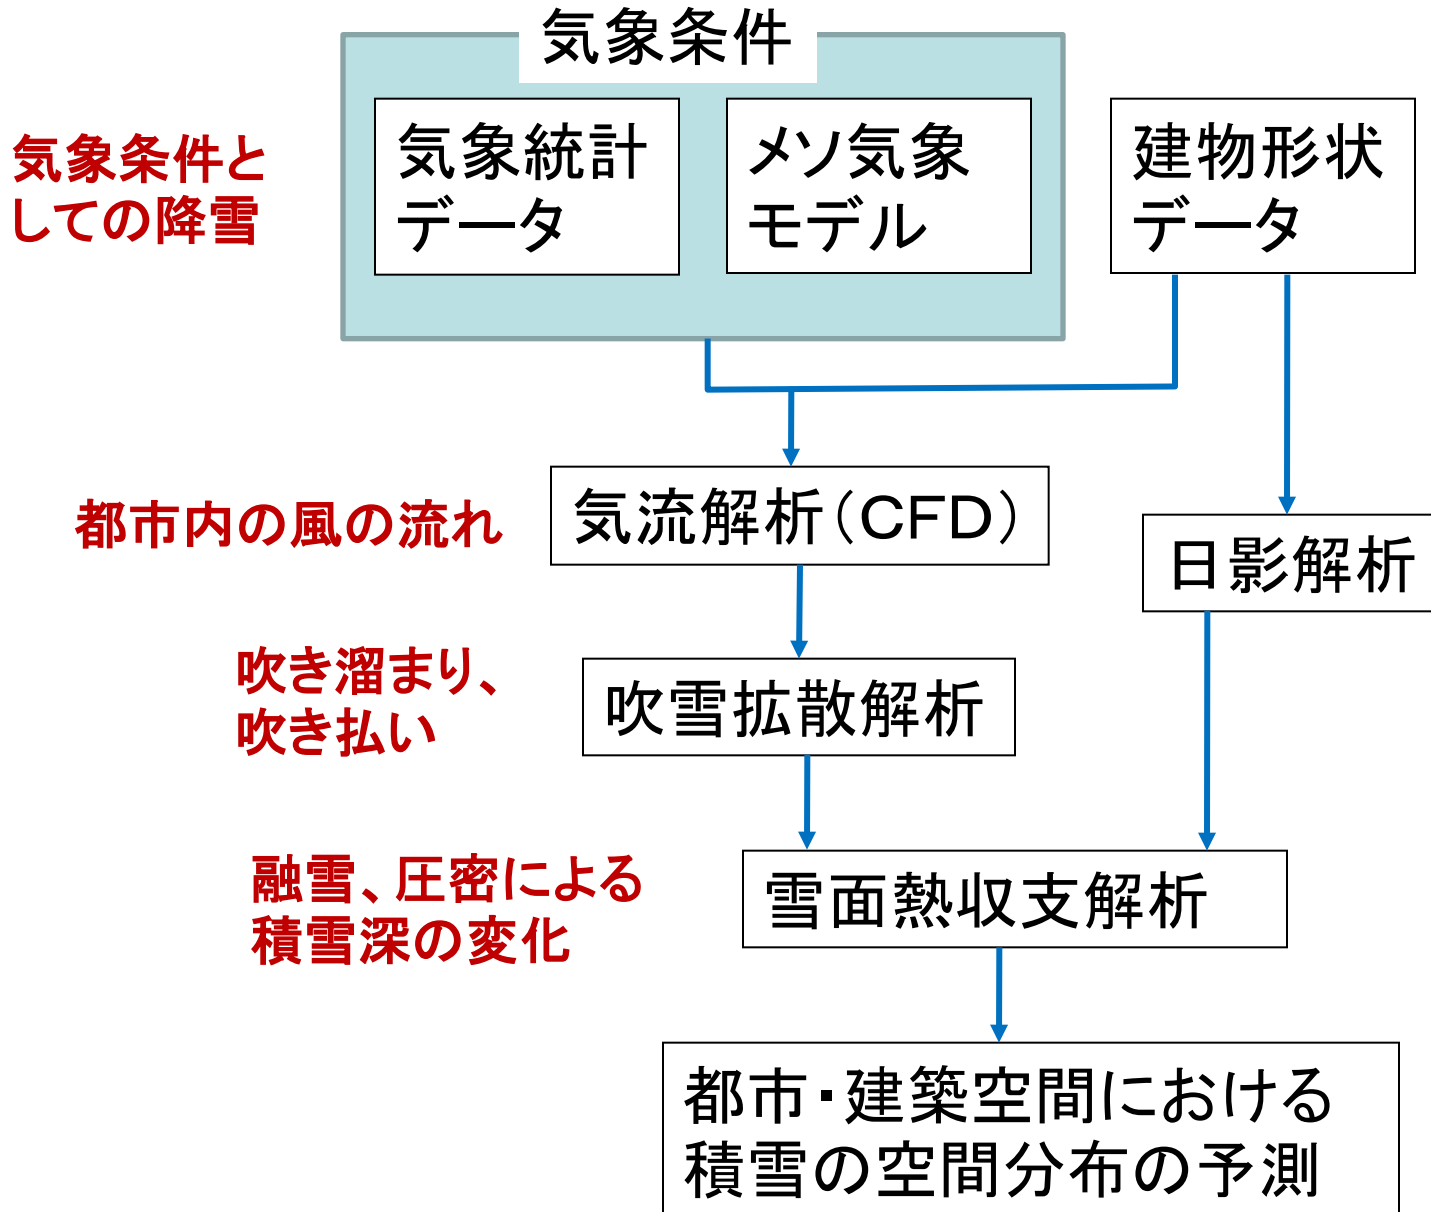 気象条件
気象条件と
しての降雪
気象統計
データ
メソ気象
モデル
建物形状
データ
都市内の風の流れ
気流解析（CFD）
日影解析
吹き溜まり、
吹き払い
吹雪拡散解析
融雪、圧密による
積雪深の変化
雪面熱収支解析
都市・建築空間における
積雪の空間分布の予測